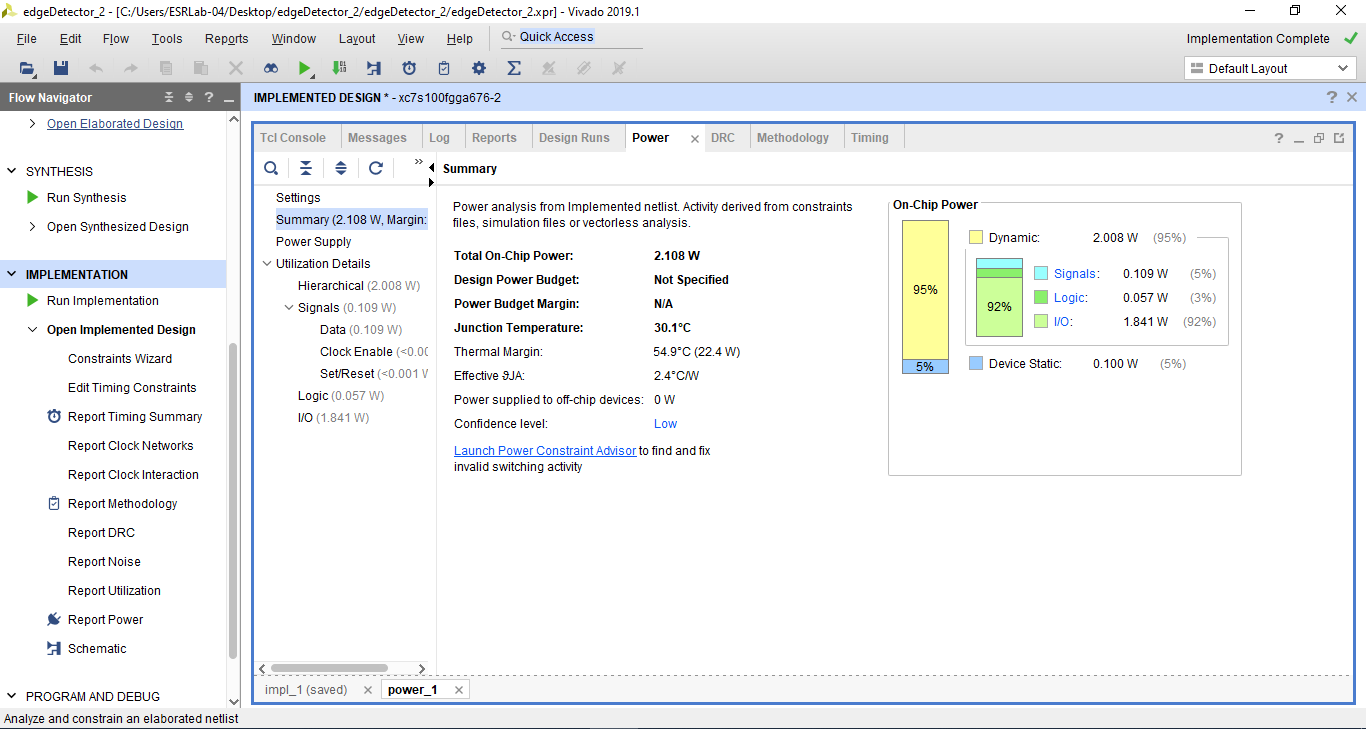 edgeDetector_2 - [C:/Users/ESRLab-04/Desktop/edgeDetector_2/edgeDetector_2/edgeDetector_2.xpr] - Vivado 2019.1
File Edit Flow Tools Reports Window Layout View Help Quick Access
Implementation Complete
Default Layout
Flow Navigator
IMPLEMENTED DESIGN * - xc7s100fgga676-2
Open Elaborated Design
SYNTHESIS
Run Synthesis
Open Synthesized Design
IMPLEMENTATION
Run Implementation
Open Implemented Design
Constraints Wizard
Edit Timing Constraints
Report Timing Summary
Report Clock Networks
Report Clock Interaction
Report Methodology
Report DRC
Report Noise
Report Utilization
Report Power
Schematic
PROGRAM AND DEBUG
Tcl Console Messages Log Reports Design Runs Power DRC Methodology Timing
Settings
Summary (2.108 W, Margin:
Power Supply
Utilization Details
Hierarchical (2.008 W)
Signals (0.109 W)
Data (0.109 W)
Clock Enable (<0.00
Set/Reset (<0.001 W
Logic (0.057 W)
I/O (1.841 W)
Summary
Power analysis from Implemented netlist. Activity derived from constraints
files, simulation files or vectorless analysis.
Total On-Chip Power: 2.108 W
Design Power Budget: Not Specified
Power Budget Margin: N/A
Junction Temperature: 30.1°C
Thermal Margin: 54.9°C (22.4 W)
Effective ϑJA: 2.4°C/W
Power supplied to off-chip devices: 0 W
Confidence level: Low
Launch Power Constraint Advisor to find and fix
invalid switching activity
On-Chip Power
95%
5%
92%
Dynamic: 2.008 W (95%)
Signals: 0.109 W (5%)
Logic: 0.057 W (3%)
I/O: 1.841 W (92%)
Device Static: 0.100 W (5%)
impl_1 (saved) power_1
Analyze and constrain an elaborated netlist